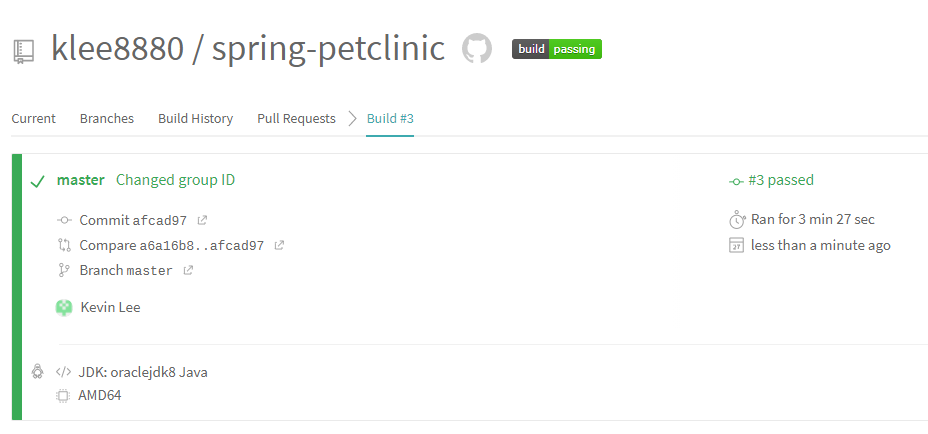 klee8880 / spring-petclinic build passing
Current Branches Build History Pull Requests Build #3
master Changed group ID #3 passed
Commit afcad97 Ran for 3 min 27 sec
Compare a6a16b8..afcad97 less than a minute ago
Branch master
Kevin Lee
JDK: oraclejdk8 Java
AMD64